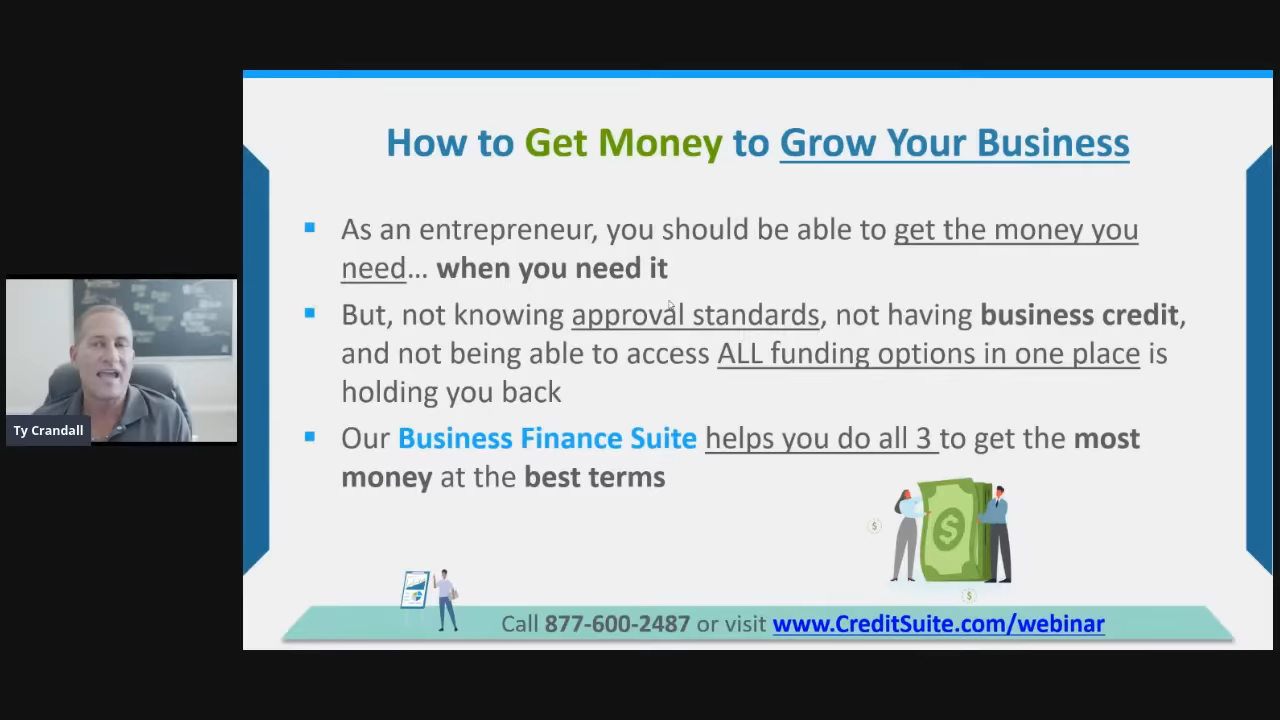 How to Get Money to Grow Your Business
As an entrepreneur, you should be able to get the money you
need... when you need it
But, not knowing approval standards, not having business credit,
and not being able to access ALL funding options in one place is
holding you back
Our Business Finance Suite helps you do all 3 to get the most
money at the best terms
$
$
$
Ty Crandall
Call 877-600-2487 or visit www.CreditSuite.com/webinar